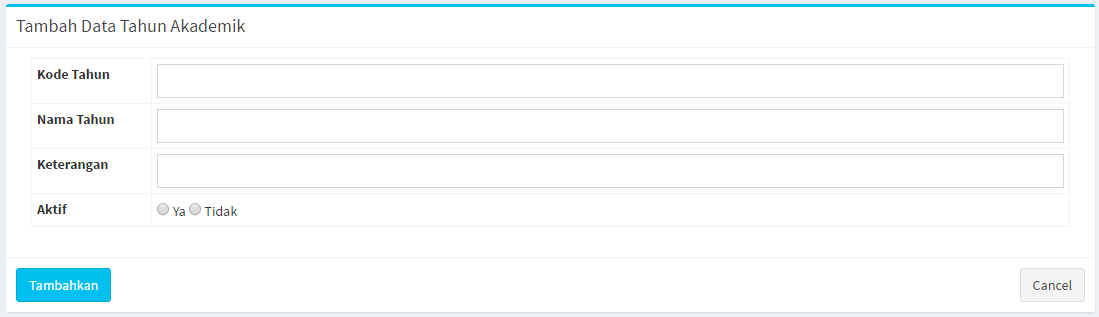 Tambah Data Tahun Akademik
Kode Tahun
Nama Tahun
Keterangan
Aktif
Ya Tidak
Tambahkan
Cancel